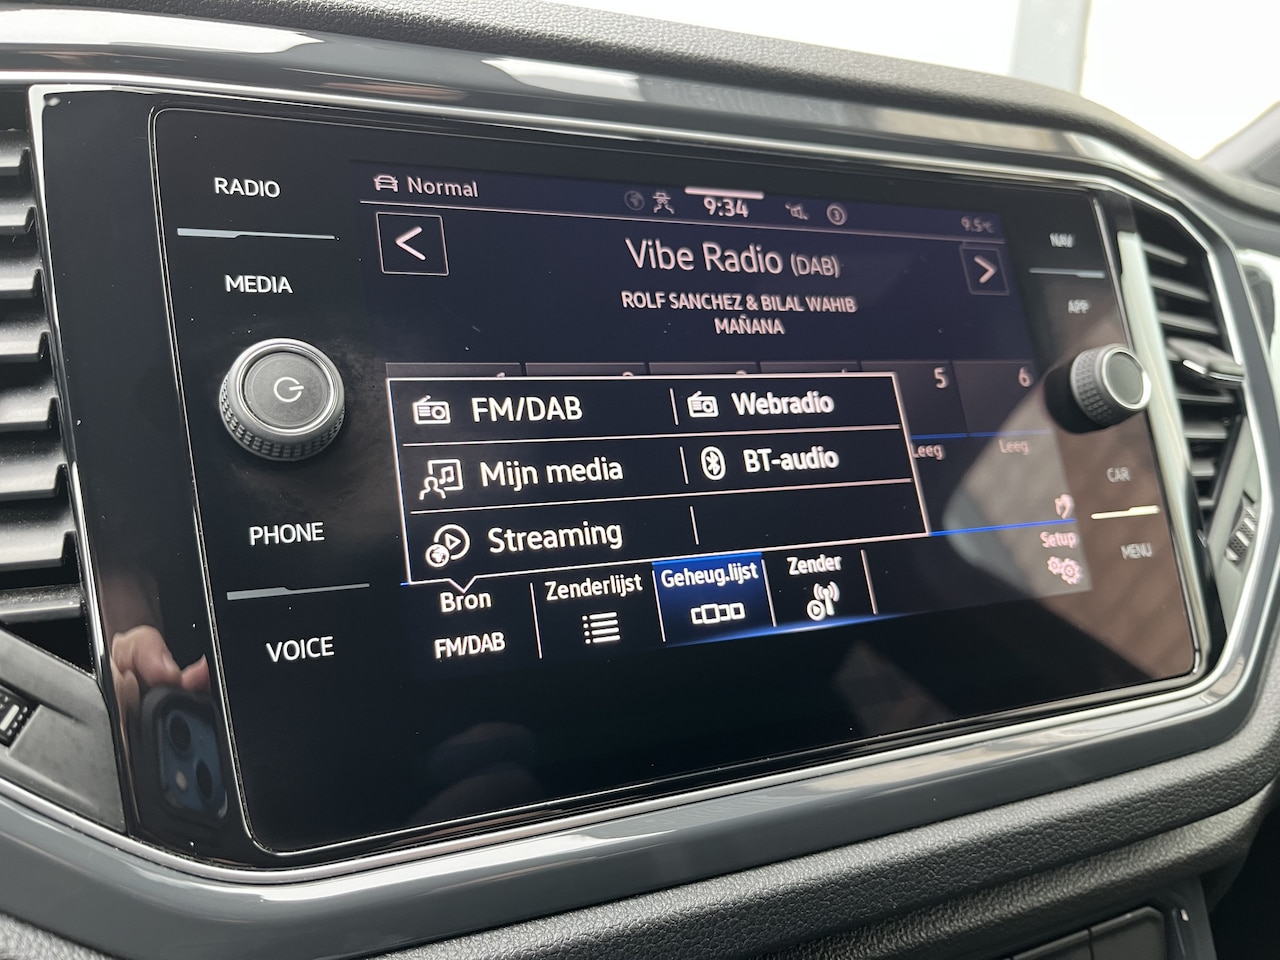 RADIO
MEDIA
PHONE
VOICE
Normal
9:34
3
9.5°C
Vibe Radio (DAB)
ROLF SANCHEZ & BILAL WAHIB
MAÑANA
5
6
Leeg
Leeg
FM/DAB
Webradio
Mijn media
BT-audio
Streaming
Bron
FM/DAB
Zenderlijst
Geheug.lijst
Zender
Setup
NAV
APP
CAR
MENU